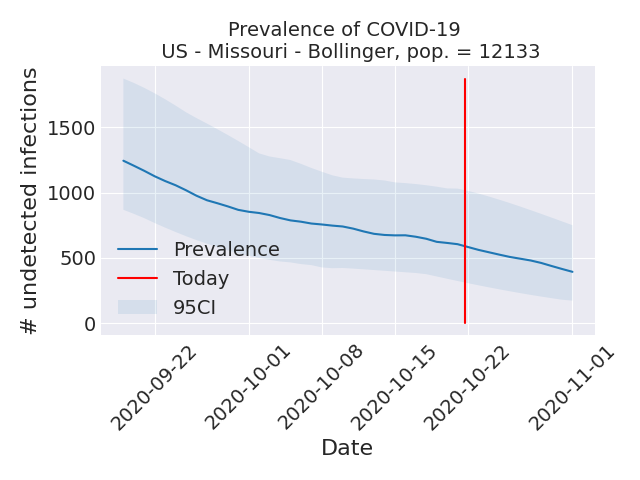 Prevalence of COVID-19
US - Missouri - Bollinger, pop. = 12133
# undetected infections
1500
1000
500
0
Prevalence
Today
95CI
2020-09-22
2020-10-01
2020-10-08
2020-10-15
2020-10-22
2020-11-01
Date